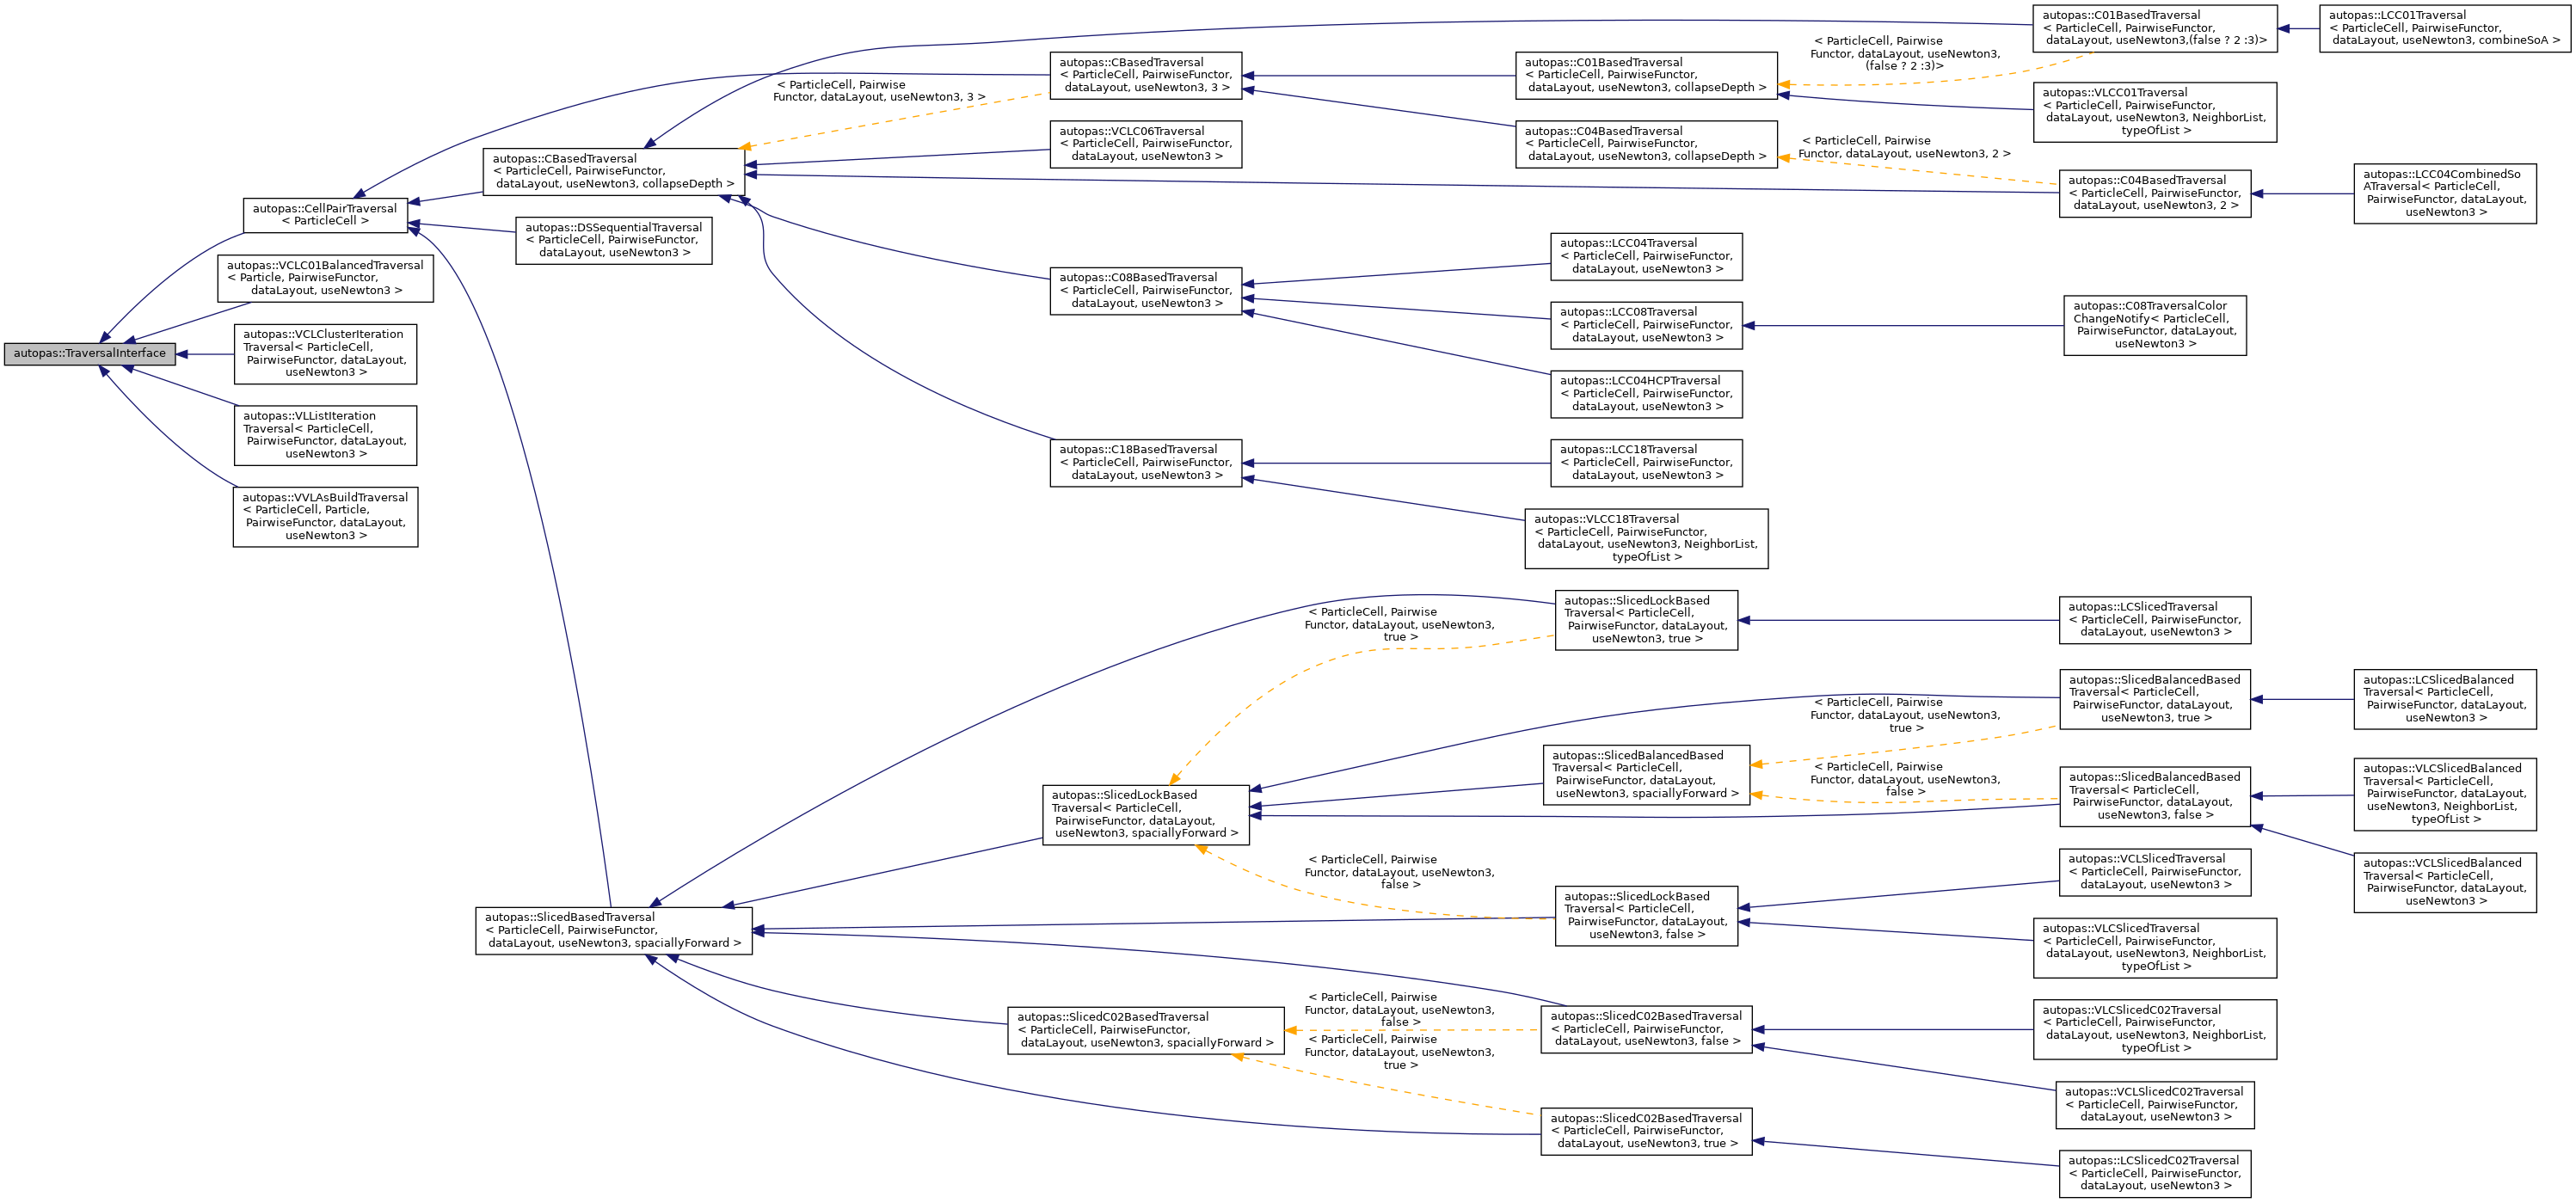 autopas::TraversalInterface
autopas::CellPairTraversal
< ParticleCell >
autopas::VCLC01BalancedTraversal
< Particle, PairwiseFunctor,
dataLayout, useNewton3 >
autopas::VCLClusterIteration
Traversal< ParticleCell,
PairwiseFunctor, dataLayout,
useNewton3 >
autopas::VLListIteration
Traversal< ParticleCell,
PairwiseFunctor, dataLayout,
useNewton3 >
autopas::VVLAsBuildTraversal
< ParticleCell, Particle,
PairwiseFunctor, dataLayout,
useNewton3 >
autopas::CBasedTraversal
< ParticleCell, PairwiseFunctor,
dataLayout, useNewton3, collapseDepth >
autopas::DSSequentialTraversal
< ParticleCell, PairwiseFunctor,
dataLayout, useNewton3 >
autopas::SlicedBasedTraversal
< ParticleCell, PairwiseFunctor,
dataLayout, useNewton3, spaciallyForward >
< ParticleCell, Pairwise
Functor, dataLayout, useNewton3, 3 >
autopas::CBasedTraversal
< ParticleCell, PairwiseFunctor,
dataLayout, useNewton3, 3 >
autopas::VCLC06Traversal
< ParticleCell, PairwiseFunctor,
dataLayout, useNewton3 >
autopas::C08BasedTraversal
< ParticleCell, PairwiseFunctor,
dataLayout, useNewton3 >
autopas::C18BasedTraversal
< ParticleCell, PairwiseFunctor,
dataLayout, useNewton3 >
autopas::SlicedLockBased
Traversal< ParticleCell,
PairwiseFunctor, dataLayout,
useNewton3, spaciallyForward >
autopas::SlicedC02BasedTraversal
< ParticleCell, PairwiseFunctor,
dataLayout, useNewton3, spaciallyForward >
< ParticleCell, Pairwise
Functor, dataLayout, useNewton3,
true >
< ParticleCell, Pairwise
Functor, dataLayout, useNewton3,
false >
< ParticleCell, Pairwise
Functor, dataLayout, useNewton3,
false >
< ParticleCell, Pairwise
Functor, dataLayout, useNewton3,
true >
autopas::C01BasedTraversal
< ParticleCell, PairwiseFunctor,
dataLayout, useNewton3, collapseDepth >
autopas::C04BasedTraversal
< ParticleCell, PairwiseFunctor,
dataLayout, useNewton3, collapseDepth >
autopas::LCC04Traversal
< ParticleCell, PairwiseFunctor,
dataLayout, useNewton3 >
autopas::LCC08Traversal
< ParticleCell, PairwiseFunctor,
dataLayout, useNewton3 >
autopas::LCC04HCPTraversal
< ParticleCell, PairwiseFunctor,
dataLayout, useNewton3 >
autopas::LCC18Traversal
< ParticleCell, PairwiseFunctor,
dataLayout, useNewton3 >
autopas::VLCC18Traversal
< ParticleCell, PairwiseFunctor,
dataLayout, useNewton3, NeighborList,
typeOfList >
autopas::SlicedLockBased
Traversal< ParticleCell,
PairwiseFunctor, dataLayout,
useNewton3, true >
autopas::SlicedBalancedBased
Traversal< ParticleCell,
PairwiseFunctor, dataLayout,
useNewton3, spaciallyForward >
autopas::SlicedLockBased
Traversal< ParticleCell,
PairwiseFunctor, dataLayout,
useNewton3, false >
autopas::SlicedC02BasedTraversal
< ParticleCell, PairwiseFunctor,
dataLayout, useNewton3, false >
autopas::SlicedC02BasedTraversal
< ParticleCell, PairwiseFunctor,
dataLayout, useNewton3, true >
< ParticleCell, Pairwise
Functor, dataLayout, useNewton3,
(false ? 2 :3)>
< ParticleCell, Pairwise
Functor, dataLayout, useNewton3, 2 >
< ParticleCell, Pairwise
Functor, dataLayout, useNewton3,
true >
< ParticleCell, Pairwise
Functor, dataLayout, useNewton3,
false >
autopas::C01BasedTraversal
< ParticleCell, PairwiseFunctor,
dataLayout, useNewton3,(false ? 2 :3)>
autopas::VLCC01Traversal
< ParticleCell, PairwiseFunctor,
dataLayout, useNewton3, NeighborList,
typeOfList >
autopas::C04BasedTraversal
< ParticleCell, PairwiseFunctor,
dataLayout, useNewton3, 2 >
autopas::C08TraversalColor
ChangeNotify< ParticleCell,
PairwiseFunctor, dataLayout,
useNewton3 >
autopas::LCSlicedTraversal
< ParticleCell, PairwiseFunctor,
dataLayout, useNewton3 >
autopas::SlicedBalancedBased
Traversal< ParticleCell,
PairwiseFunctor, dataLayout,
useNewton3, true >
autopas::SlicedBalancedBased
Traversal< ParticleCell,
PairwiseFunctor, dataLayout,
useNewton3, false >
autopas::VCLSlicedTraversal
< ParticleCell, PairwiseFunctor,
dataLayout, useNewton3 >
autopas::VLCSlicedTraversal
< ParticleCell, PairwiseFunctor,
dataLayout, useNewton3, NeighborList,
typeOfList >
autopas::VLCSlicedC02Traversal
< ParticleCell, PairwiseFunctor,
dataLayout, useNewton3, NeighborList,
typeOfList >
autopas::VCLSlicedC02Traversal
< ParticleCell, PairwiseFunctor,
dataLayout, useNewton3 >
autopas::LCSlicedC02Traversal
< ParticleCell, PairwiseFunctor,
dataLayout, useNewton3 >
autopas::LCC01Traversal
< ParticleCell, PairwiseFunctor,
dataLayout, useNewton3, combineSoA >
autopas::LCC04CombinedSo
ATraversal< ParticleCell,
PairwiseFunctor, dataLayout,
useNewton3 >
autopas::LCSlicedBalanced
Traversal< ParticleCell,
PairwiseFunctor, dataLayout,
useNewton3 >
autopas::VLCSlicedBalanced
Traversal< ParticleCell,
PairwiseFunctor, dataLayout,
useNewton3, NeighborList,
typeOfList >
autopas::VCLSlicedBalanced
Traversal< ParticleCell,
PairwiseFunctor, dataLayout,
useNewton3 >